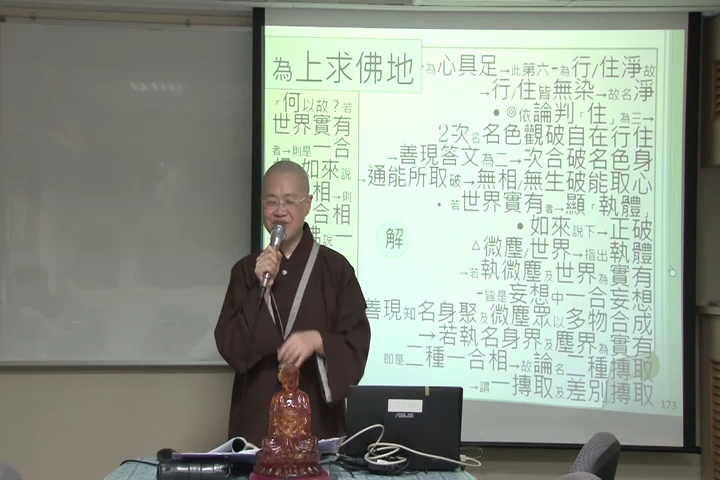 為上求佛地
「何以故?若
世界實有
者→則是一合
如來說
相→則
合相
佛說
為心具足→此第六-為行/住淨故
→行/住皆無染→故名淨
•◎依論判「住」為三→
2次名名色觀破自在行住
→善現答文為二→次合破名色身
→通能所取破→無相/無生破能取心
•若世界實有者→顯「執體」
•如來說下→正破
解
△微塵/世界→指出執體
→若執微塵及世界為實有
-皆是妄想中一合妄想
善現知名身聚及微塵眾以多物合成
→若執名身界及塵界為實有
即是二種一合相→故論名二種摶取
→謂一摶取及差別摶取
173
ASUS